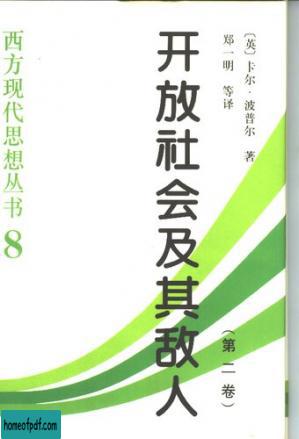 西方现代思想丛书8
开放社会及其敌人
(第二卷)
〔英〕卡尔·波普尔 著
郑一明 等译
homeofpdf.com